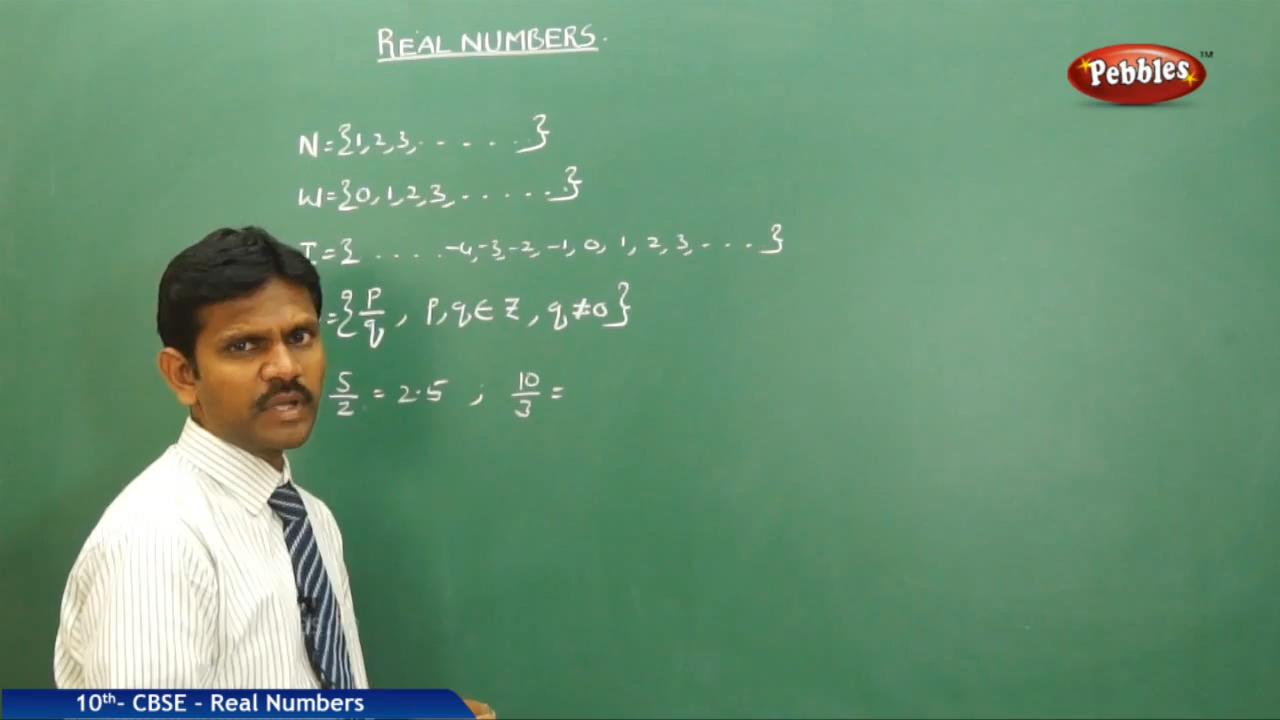 REAL NUMBERS.
Pebbles™
N={1,2,3,.....}
W={0,1,2,3,.....}
I={....-4,-3,-2,-1,0,1,2,3,....}
={p/q, p,q∈Z, q≠0}
5/2 = 2.5 ; 10/3 =
10th- CBSE - Real Numbers